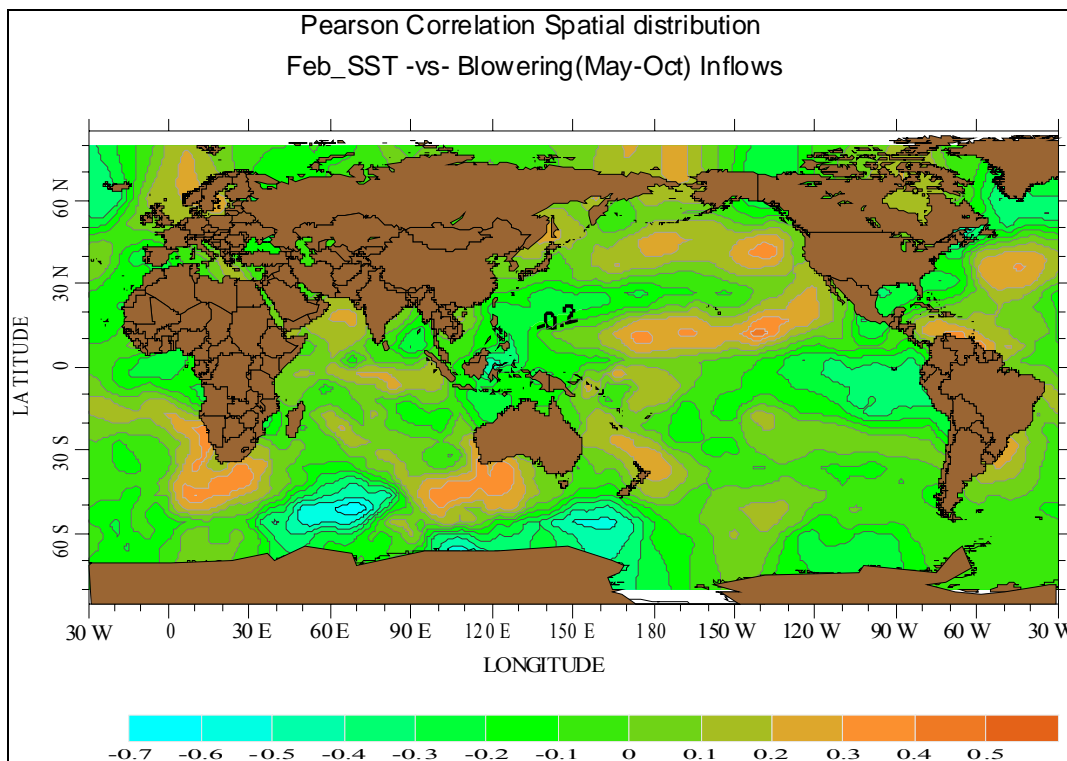 Pearson Correlation Spatial distribution
Feb_SST -vs- Blowering(May-Oct) Inflows
60 N
30 N
0
30 S
60 S
LATITUDE
-0.2
30 W 0 30 E 60 E 90 E 120 E 150 E 180 150 W 120 W 90 W 60 W 30 W
LONGITUDE
-0.7 -0.6 -0.5 -0.4 -0.3 -0.2 -0.1 0 0.1 0.2 0.3 0.4 0.5